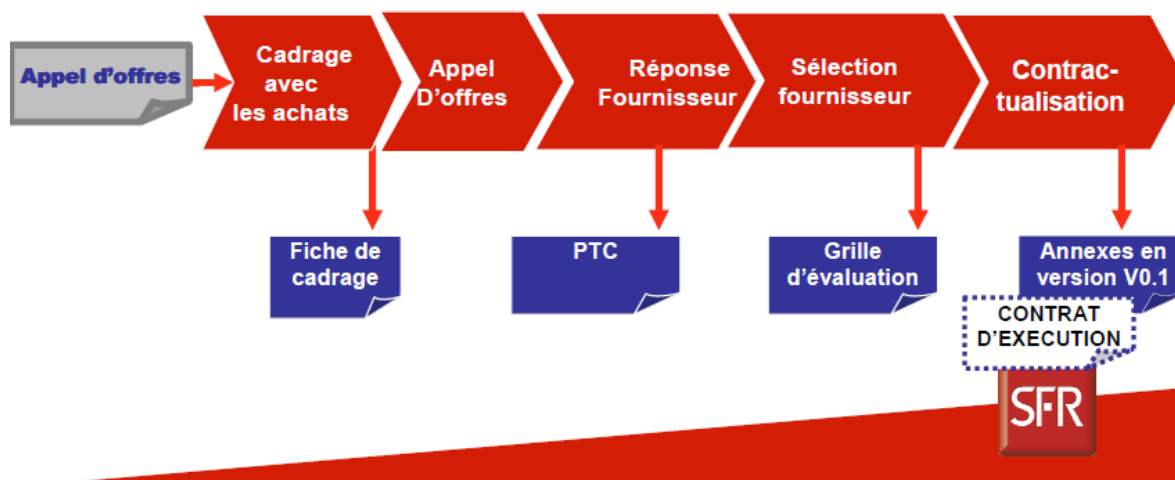 Appel d'offres
Cadrage
avec
les achats
Appel
D'offres
Réponse
Fournisseur
Sélection
fournisseur
Contrac-
tualisation
Fiche de
cadrage
PTC
Grille
d'évaluation
Annexes en
version V0.1
CONTRAT
D'EXECUTION
SFR